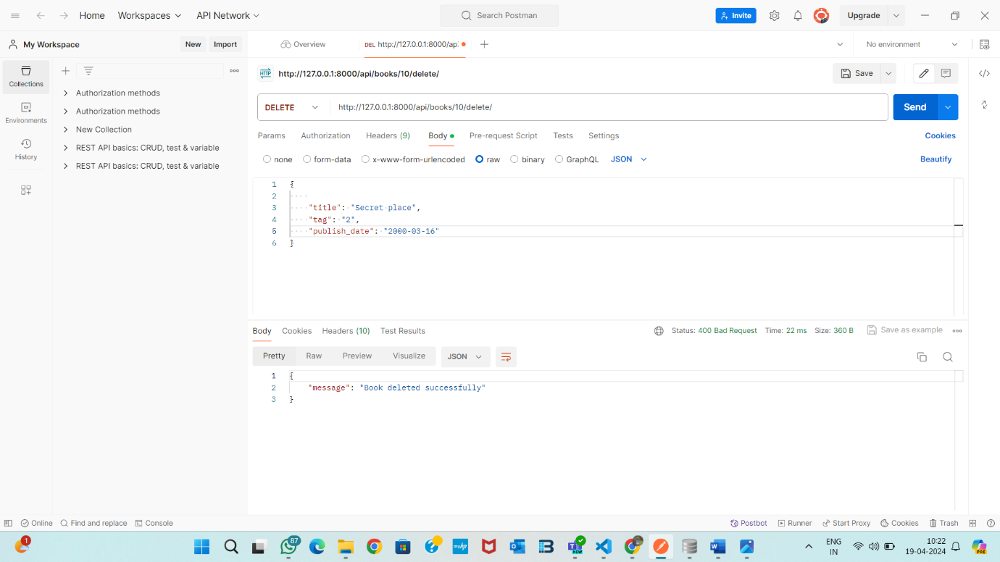 Home Workspaces API Network Search Postman Invite Upgrade
My Workspace New Import Overview DEL http://127.0.0.1:8000/ap No environment
Collections
Environments
History
Authorization methods
Authorization methods
New Collection
REST API basics: CRUD, test & variable
REST API basics: CRUD, test & variable
HTTP http://127.0.0.1:8000/api/books/10/delete/ Save
DELETE http://127.0.0.1:8000/api/books/10/delete/ Send
Params Authorization Headers (9) Body Pre-request Script Tests Settings Cookies
none form-data x-www-form-urlencoded raw binary GraphQL JSON Beautify
1 {
2
3 "title": "Secret place",
4 "tag": "2",
5 "publish_date": "2000-03-16"
6 }
Body Cookies Headers (10) Test Results Status: 400 Bad Request Time: 22 ms Size: 360 B Save as example
Pretty Raw Preview Visualize JSON
1 {
2 "message": "Book deleted successfully"
3 }
Online Find and replace Console Postbot Runner Start Proxy Cookies Trash
1 87 myhp NEW ENG 10:22 PRE
IN 19-04-2024